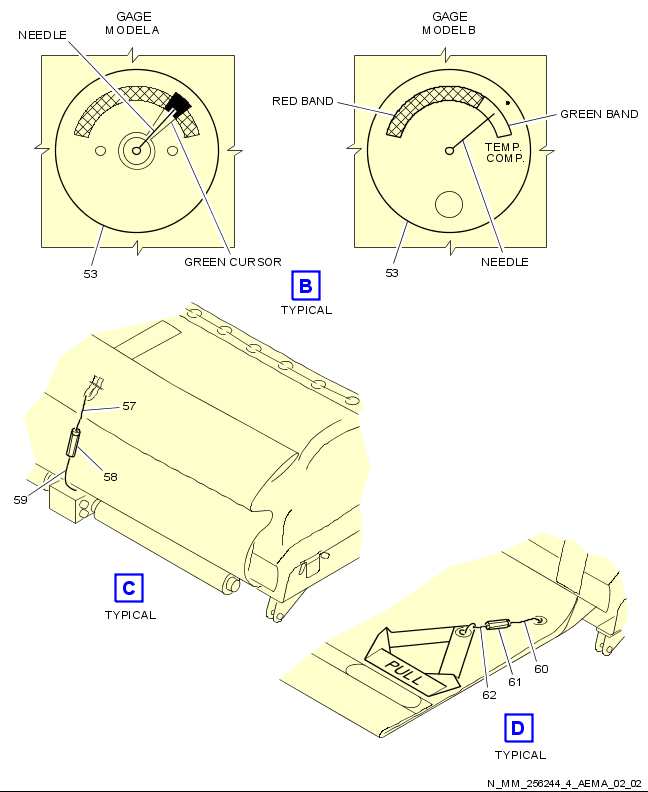 GAGE
MODEL A
NEEDLE
GREEN CURSOR
53
GAGE
MODEL B
RED BAND
GREEN BAND
TEMP.
COMP.
NEEDLE
53
B
TYPICAL
57
58
59
C
TYPICAL
PULL
60
61
62
D
TYPICAL
N_MM_256244_4_AEMA_02_02